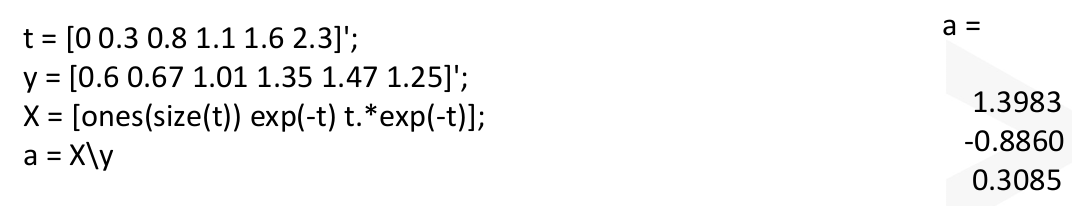 t = [0 0.3 0.8 1.1 1.6 2.3]';
y = [0.6 0.67 1.01 1.35 1.47 1.25]';
X = [ones(size(t)) exp(-t) t.*exp(-t)];
a = X\y
a =
1.3983
-0.8860
0.3085